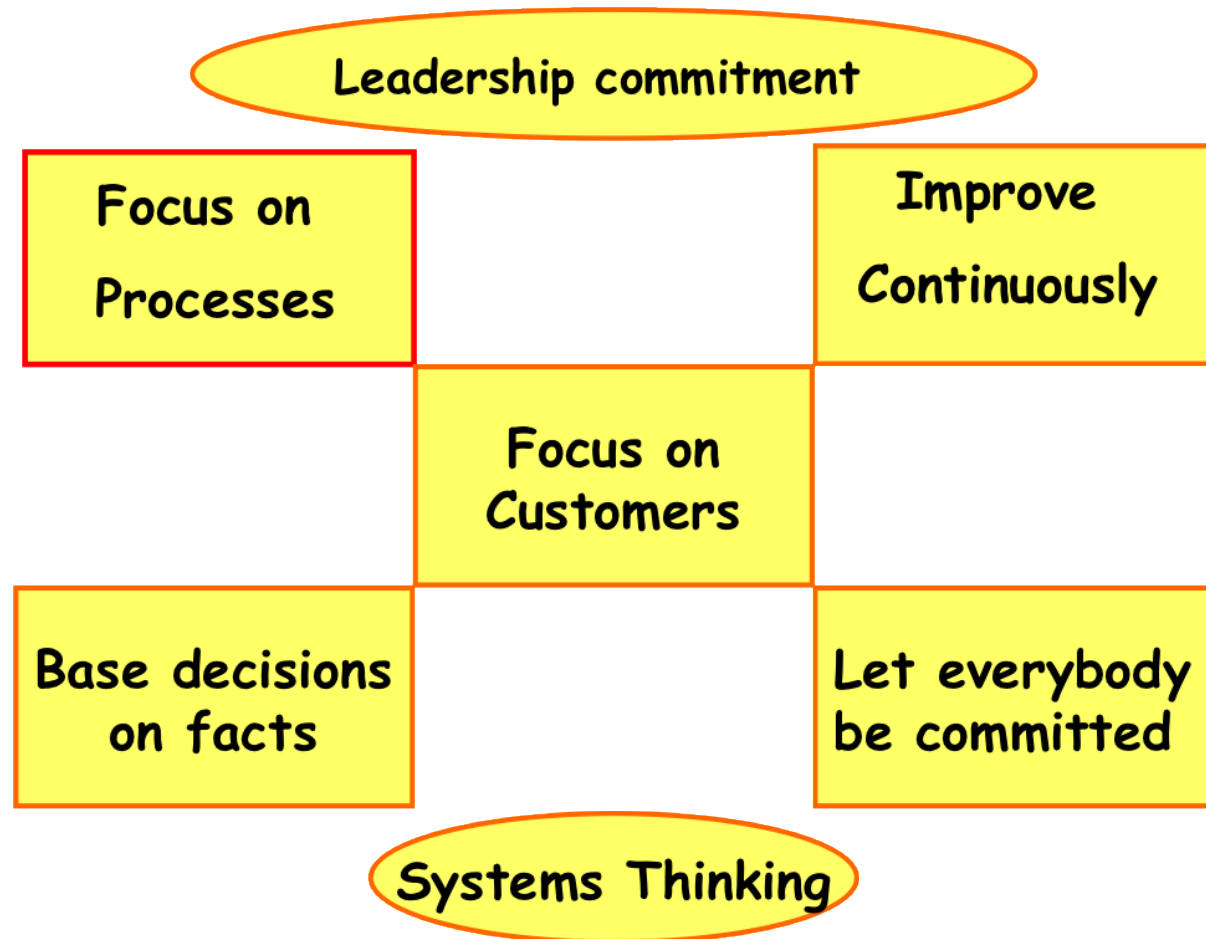 Leadership commitment
Focus on
Processes
Improve
Continuously
Focus on
Customers
Base decisions
on facts
Let everybody
be committed
Systems Thinking